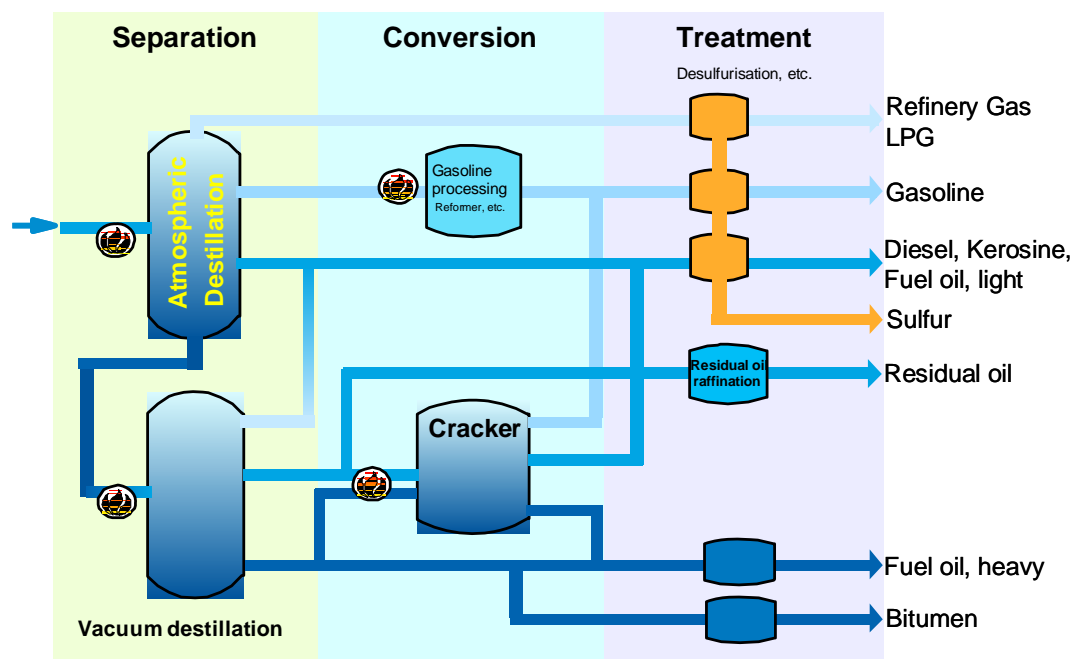 Separation
Conversion
Treatment
Desulfurisation, etc.
Refinery Gas
LPG
Atmospheric
Destillation
Gasoline
processing
Reformer, etc.
Gasoline
Diesel, Kerosine,
Fuel oil, light
Sulfur
Residual oil
raffination
Residual oil
Cracker
Fuel oil, heavy
Bitumen
Vacuum destillation